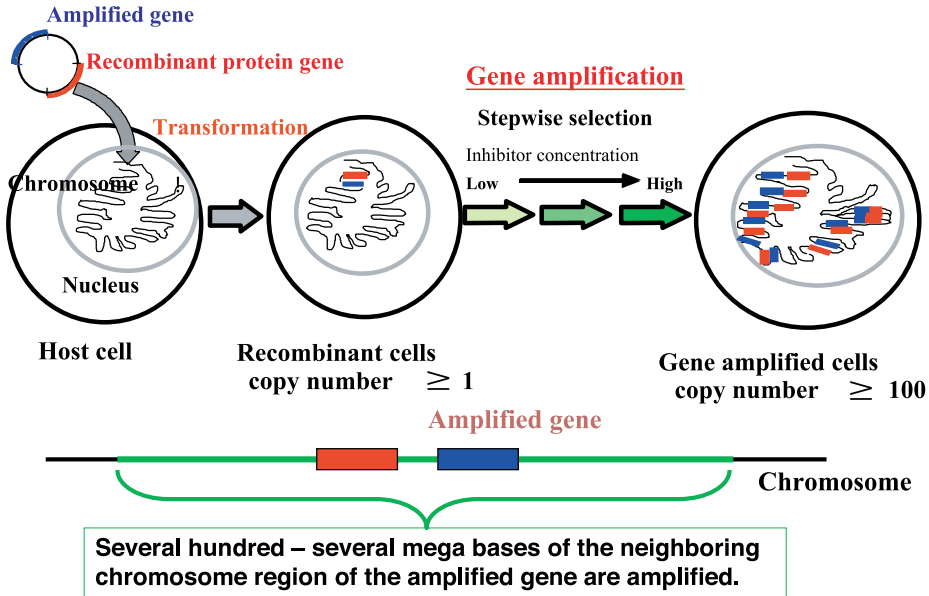 Amplified gene
Recombinant protein gene
Transformation
Chromosome
Nucleus
Host cell
Recombinant cells
copy number ≥ 1
Gene amplification
Stepwise selection
Inhibitor concentration
Low High
Gene amplified cells
copy number ≥ 100
Amplified gene
Chromosome
Several hundred – several mega bases of the neighboring
chromosome region of the amplified gene are amplified.